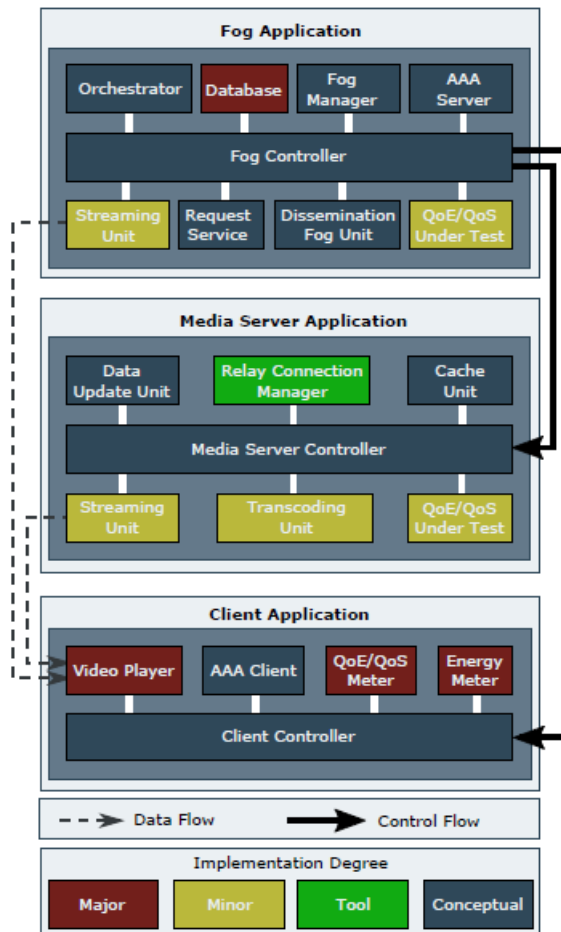 Fog Application
Orchestrator
Database
Fog
Manager
AAA
Server
Fog Controller
Streaming
Unit
Request
Service
Dissemination
Fog Unit
QoE/QoS
Under Test
Media Server Application
Data
Update Unit
Relay Connection
Manager
Cache
Unit
Media Server Controller
Streaming
Unit
Transcoding
Unit
QoE/QoS
Under Test
Client Application
Video Player
AAA Client
QoE/QoS
Meter
Energy
Meter
Client Controller
Data Flow
Control Flow
Implementation Degree
Major
Minor
Tool
Conceptual